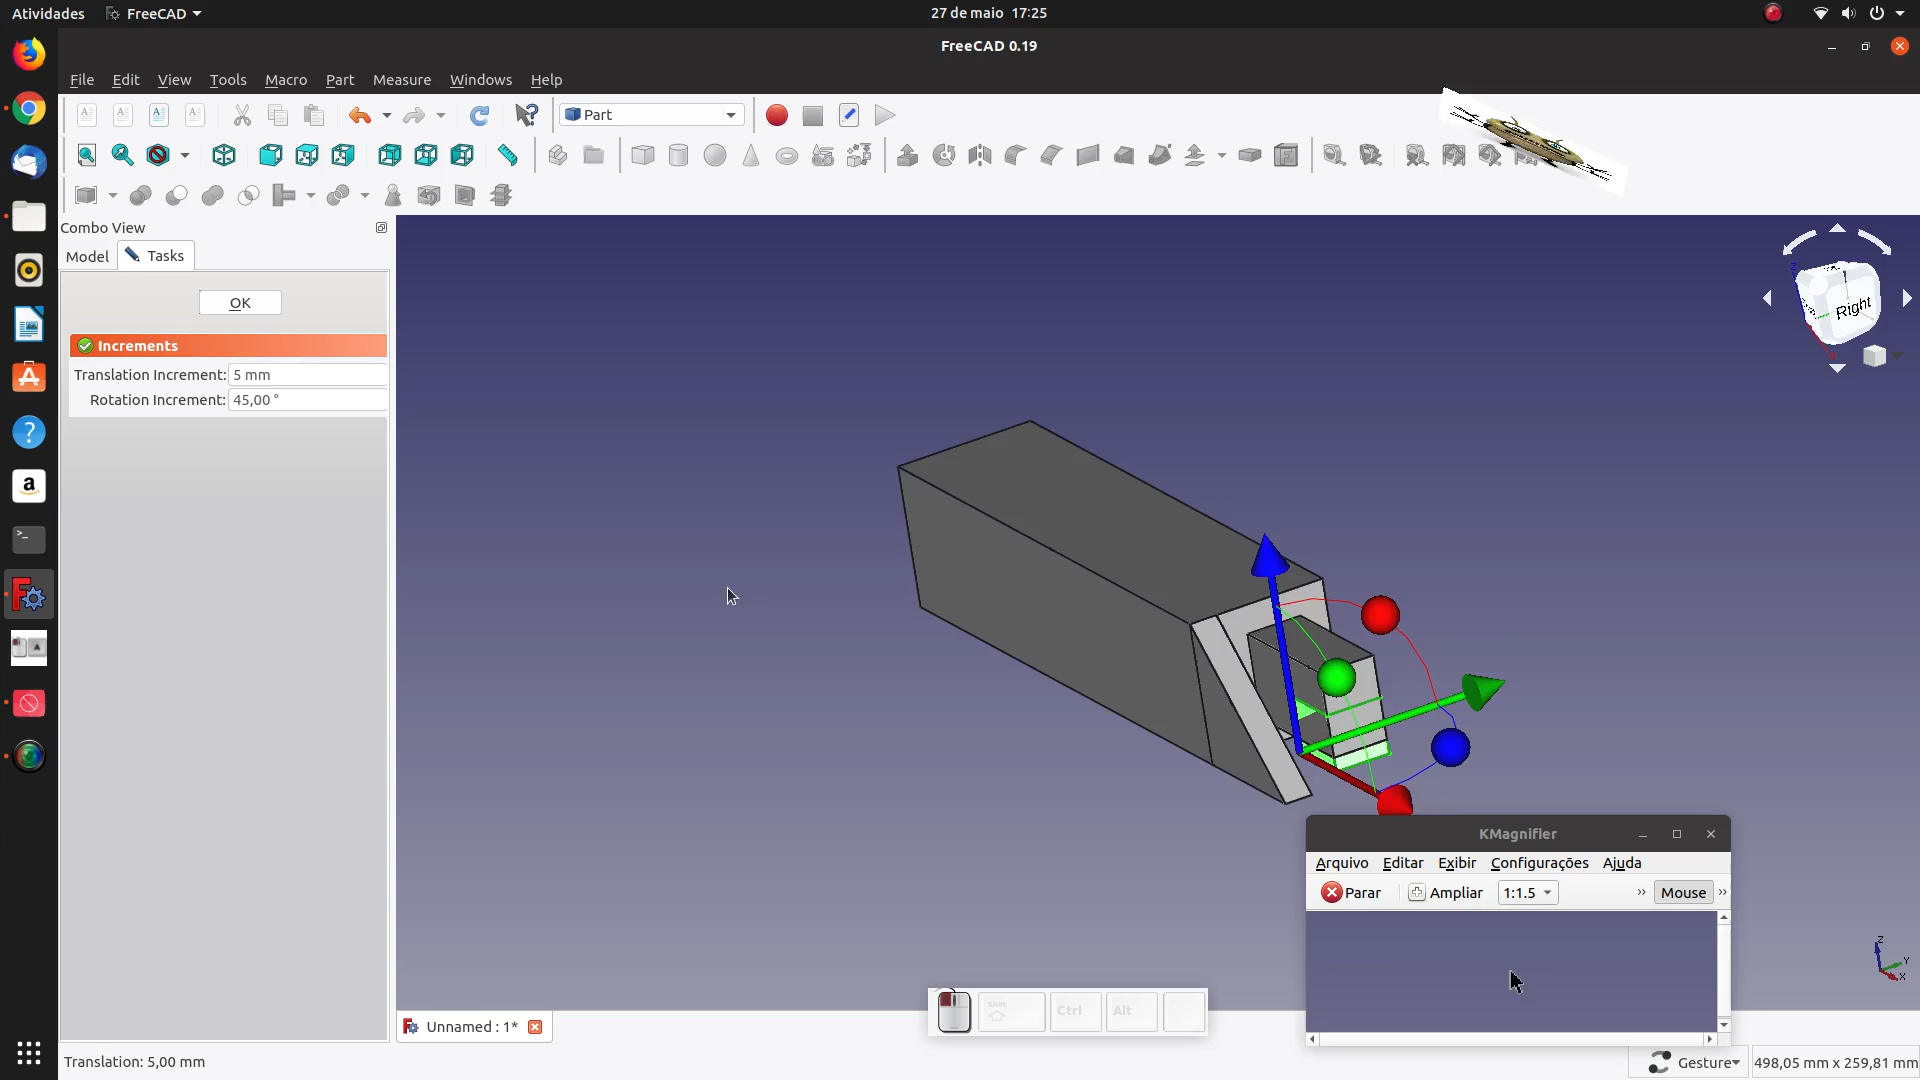 Atividades FreeCAD 27 de maio 17:25
FreeCAD 0.19
File Edit View Tools Macro Part Measure Windows Help
Part
Combo View
Model Tasks
OK
Increments
Translation Increment: 5 mm
Rotation Increment: 45,00 °
Right
Z
KMagnifier
Arquivo Editar Exibir Configurações Ajuda
Parar Ampliar 1:1.5 » Mouse »
Z
Y
X
Shift
Ctrl Alt
Unnamed : 1*
Translation: 5,00 mm
Gesture 498,05 mm x 259,81 mm